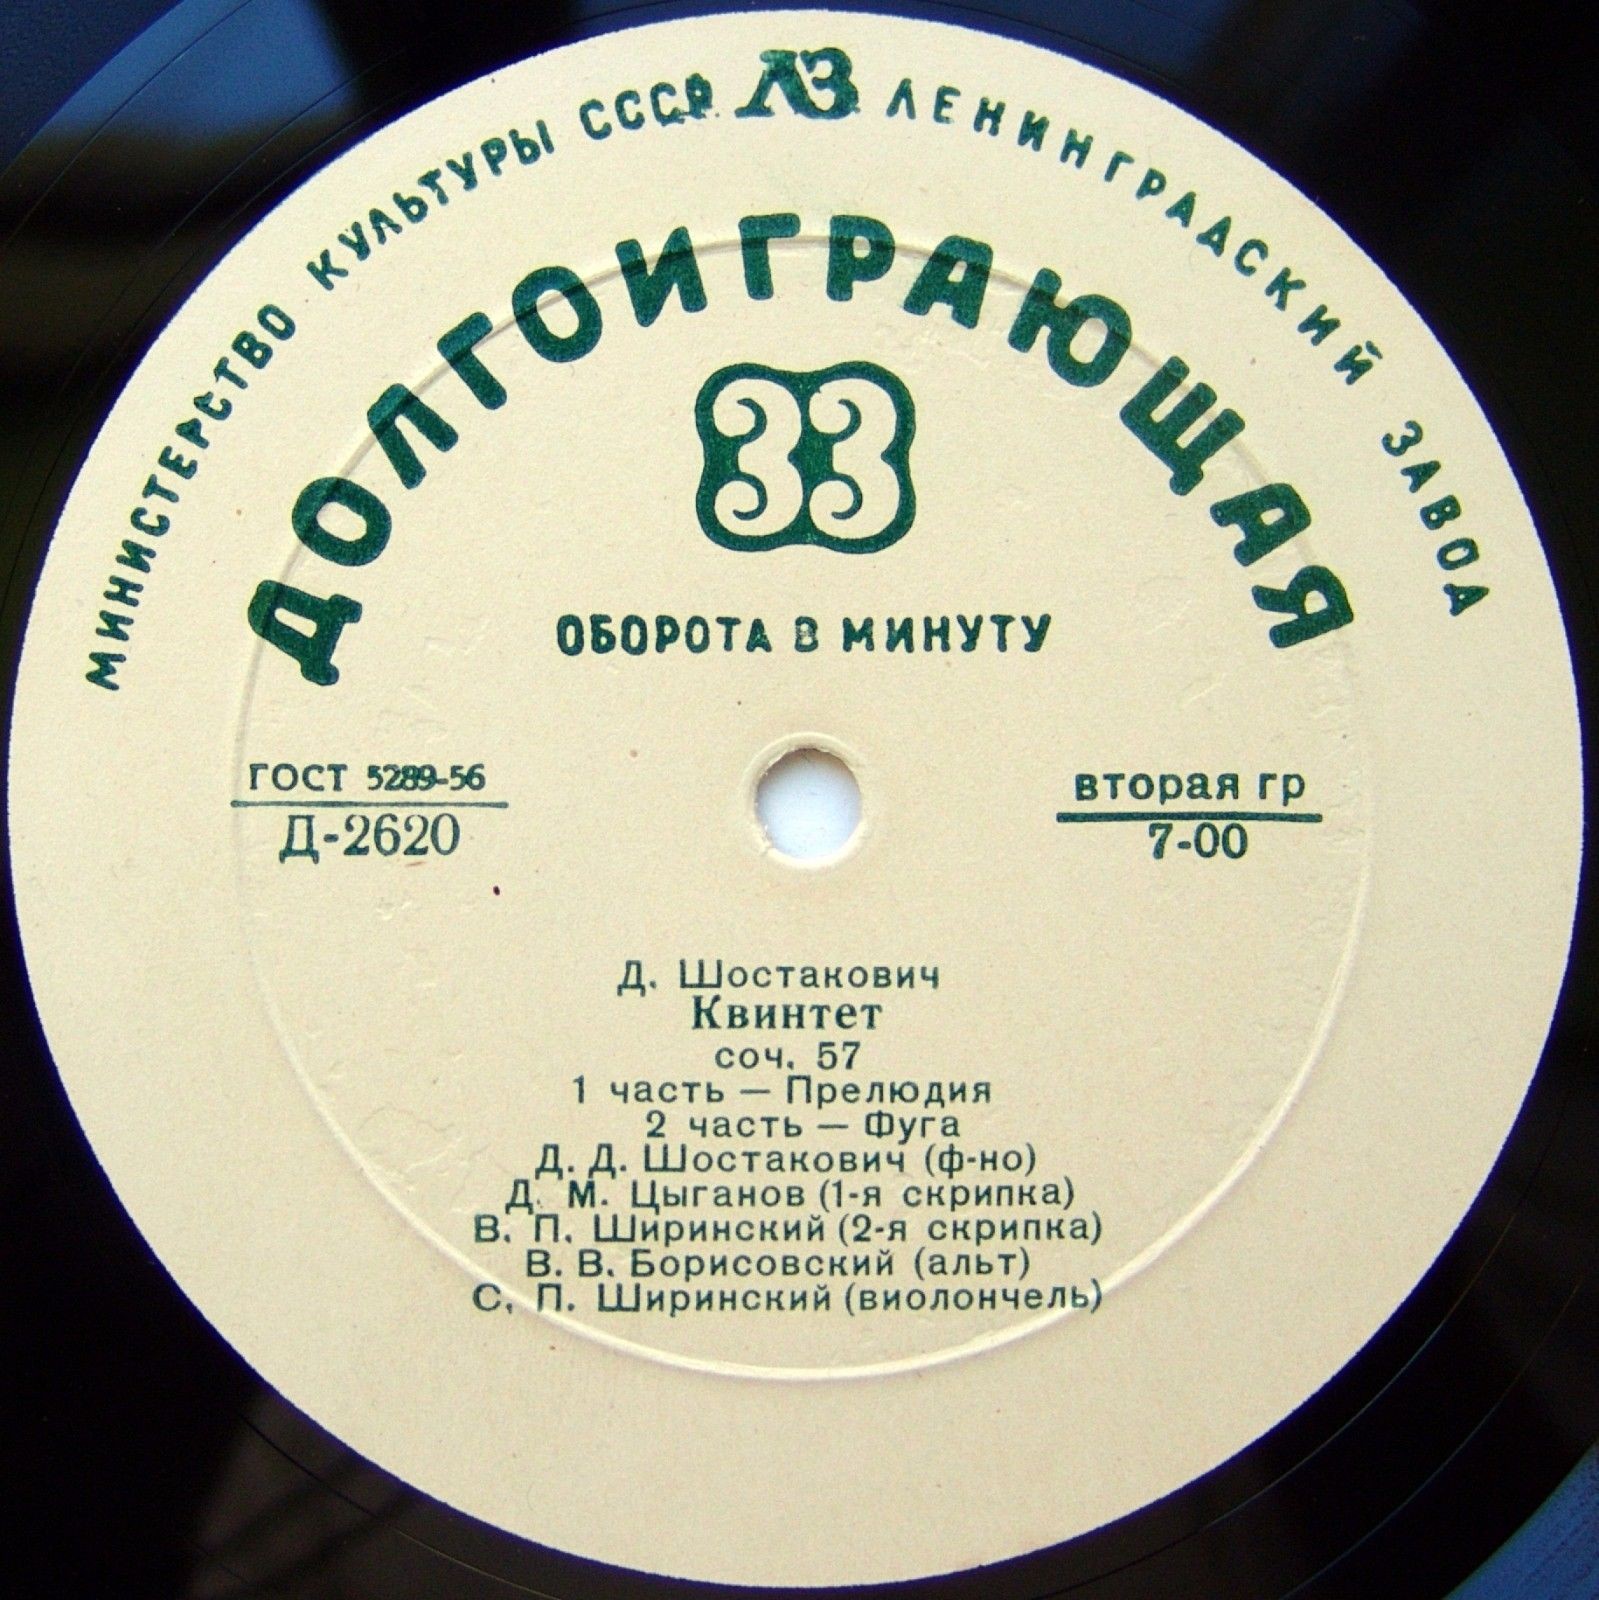 МИНИСТЕРСТВО КУЛЬТУРЫ СССР ЛЗ ЛЕНИНГРАДСКИЙ ЗАВОД
ДОЛГОИГРАЮЩАЯ
33
ОБОРОТА В МИНУТУ
ГОСТ 5289-56
Д-2620
вторая гр
7-00
Д. Шостакович
Квинтет
соч. 57
1 часть — Прелюдия
2 часть — Фуга
Д. Д. Шостакович (ф-но)
Д. М. Цыганов (1-я скрипка)
В. П. Ширинский (2-я скрипка)
В. В. Борисовский (альт)
С. П. Ширинский (виолончель)